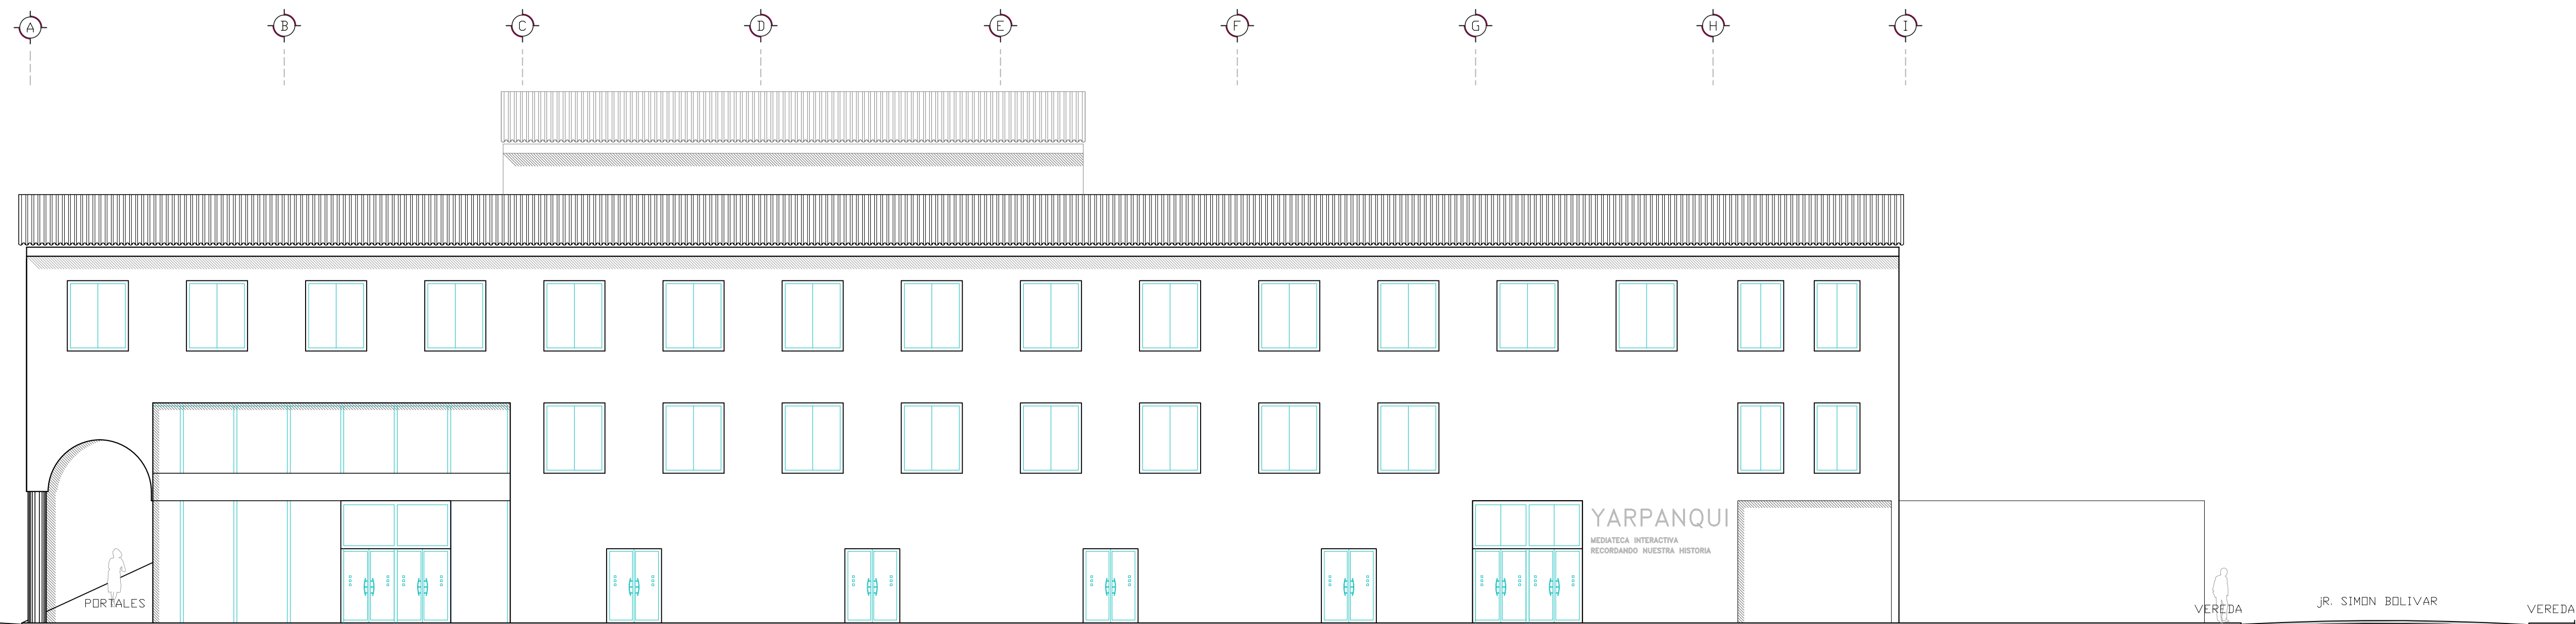 A B C D E F G H I
YARPANQUI
MEDIATECA INTERACTIVA
RECORDANDO NUESTRA HISTORIA
PORTALES
VEREDA
jR. SIMON BOLIVAR
VEREDA